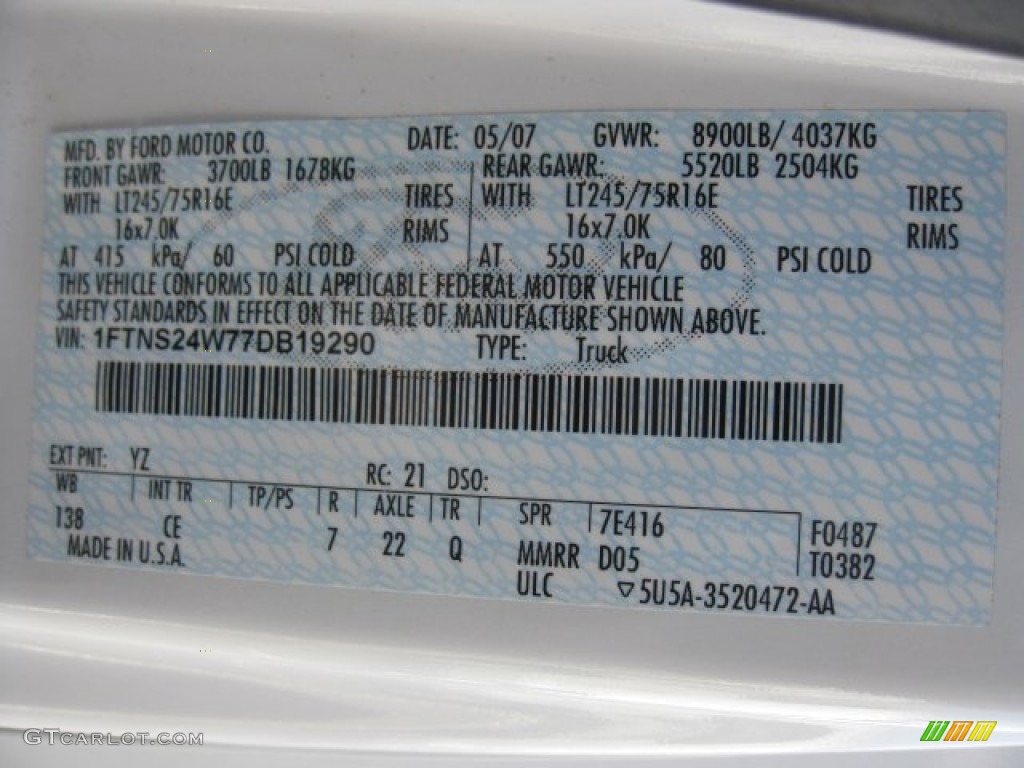 MFD. BY FORD MOTOR CO. DATE: 05/07 GVWR: 8900LB/ 4037KG
FRONT GAWR: 3700LB 1678KG REAR GAWR: 5520LB 2504KG
WITH LT245/75R16E TIRES WITH LT245/75R16E TIRES
16x7.0K RIMS 16x7.0K RIMS
AT 415 kPa/ 60 PSI COLD AT 550 kPa/ 80 PSI COLD
THIS VEHICLE CONFORMS TO ALL APPLICABLE FEDERAL MOTOR VEHICLE
SAFETY STANDARDS IN EFFECT ON THE DATE OF MANUFACTURE SHOWN ABOVE.
VIN: 1FTNS24W77DB19290 TYPE: Truck
EXT PNT: YZ RC: 21 DSO:
WB INT TR TP/PS R AXLE TR SPR 7E416 F0487
138 CE 7 22 Q MMRR D05 T0382
MADE IN U.S.A. ULC ▽5U5A-3520472-AA
GTCARLOT.COM